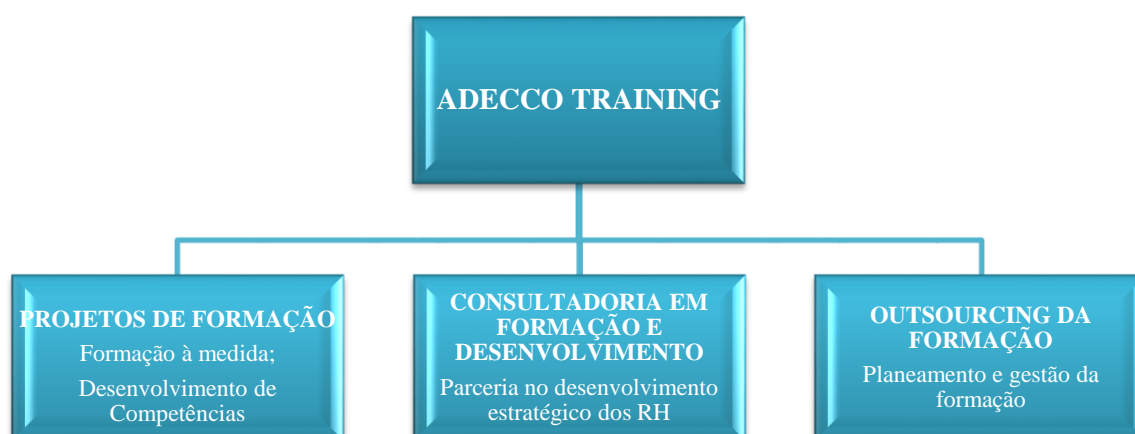 ADECCO TRAINING
PROJETOS DE FORMAÇÃO
Formação à medida;
Desenvolvimento de
Competências
CONSULTADORIA EM
FORMAÇÃO E
DESENVOLVIMENTO
Parceria no desenvolvimento
estratégico dos RH
OUTSOURCING DA
FORMAÇÃO
Planeamento e gestão da
formação